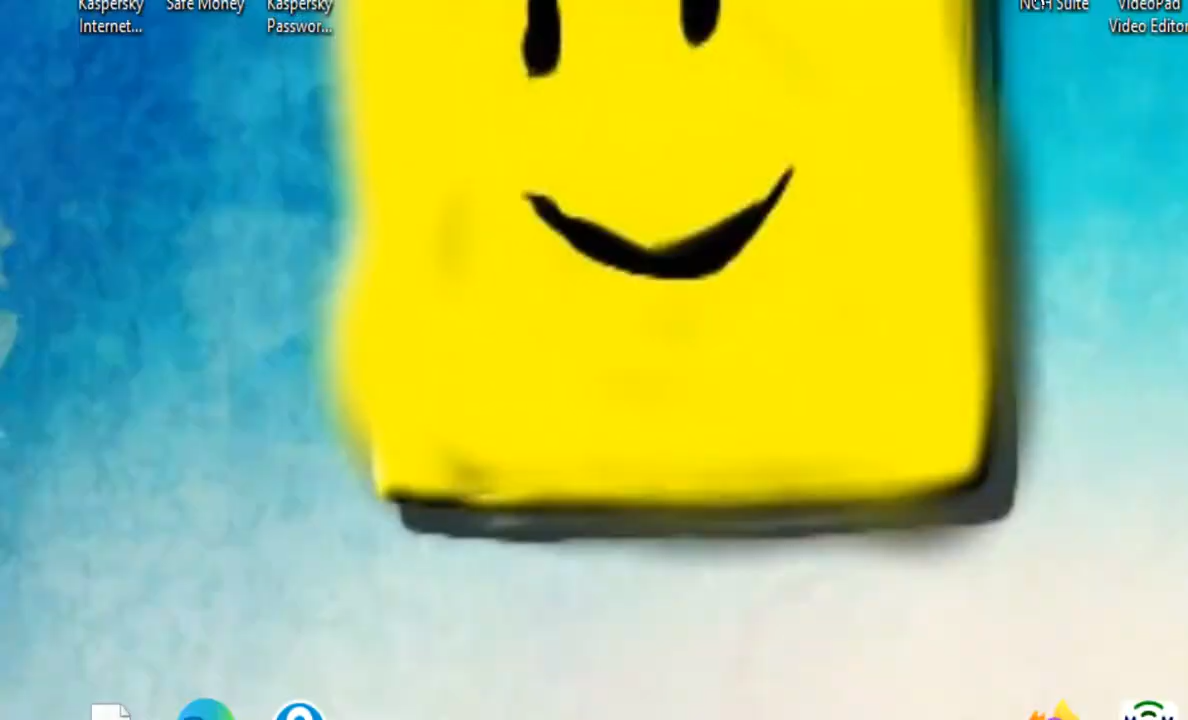 Kaspersky
Internet...
Safe Money
Kaspersky
Passwor...
NCH Suite
VideoPad
Video Editor